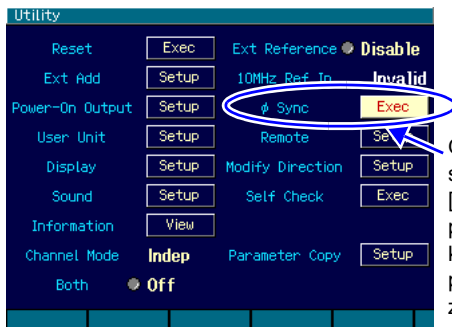 Utility
Reset Exec Ext Reference Disable
Ext Add Setup 10MHz Ref In Invalid
Power-On Output Setup ϕ Sync Exec
User Unit Setup Remote Setup
Display Setup Modify Direction Setup
Sound Setup Self Check Exec
Information View
Channel Mode Indep Parameter Copy Setup
Both Off